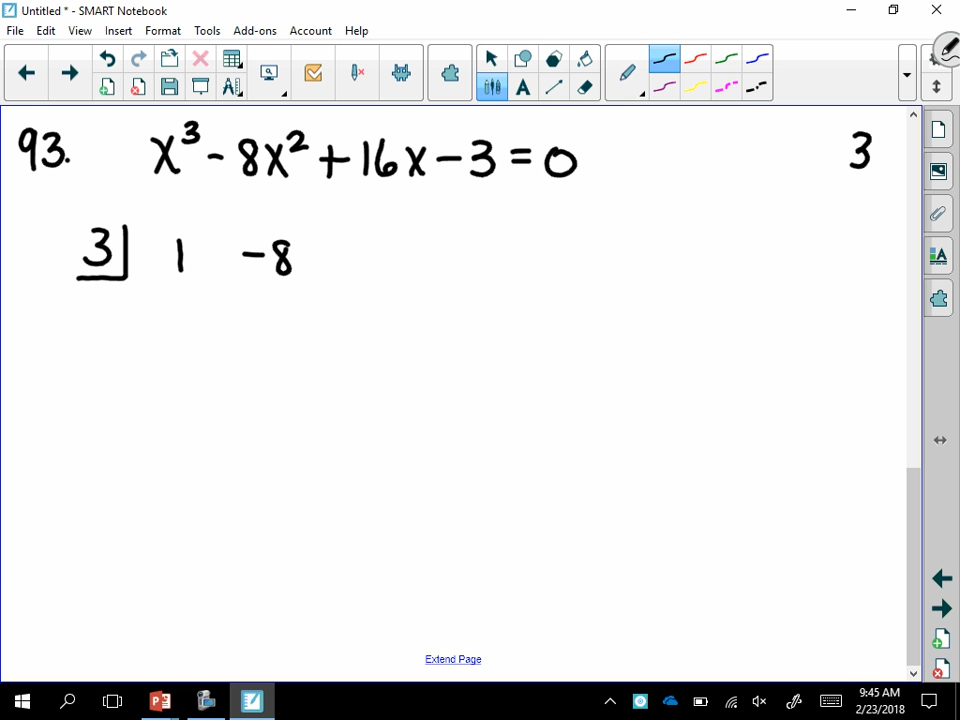 Untitled * - SMART Notebook
File Edit View Insert Format Tools Add-ons Account Help
93. x³ - 8x² + 16x - 3 = 0 3
3 1 -8
Extend Page
9:45 AM
2/23/2018